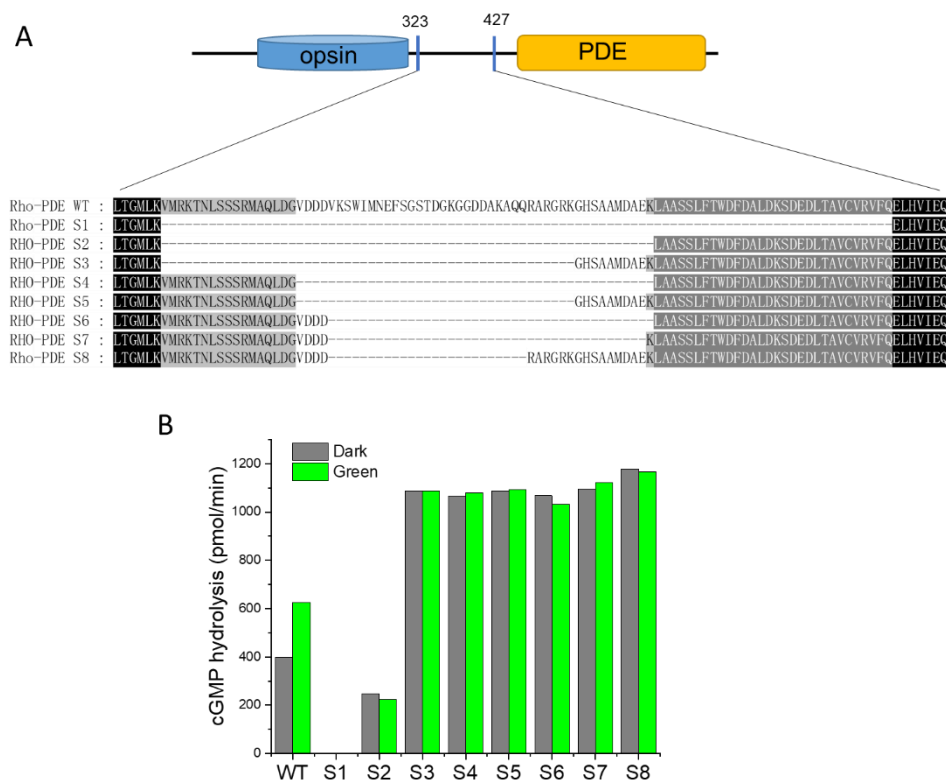 A
323
427
opsin
PDE
Rho-PDE WT : LTGMLKVMRKTNLSSSRMAQLDGVDDDVKSWIMNEFSGSTDGKGGDDAKAQQRARGRKGHSAAMDAEKLAASSLFTWDFDALDKSDEDLTAVCVRVFQELHVIEQ
Rho-PDE S1 : LTGMLK--------------------------------------------------------------------------------------------ELHVIEQ
RHO-PDE S2 : LTGMLK--------------------------------------------------------------LAASSLFTWDFDALDKSDEDLTAVCVRVFQELHVIEQ
RHO-PDE S3 : LTGMLK----------------------------------------------------GHSAAMDAEKLAASSLFTWDFDALDKSDEDLTAVCVRVFQELHVIEQ
RHO-PDE S4 : LTGMLKVMRKTNLSSSRMAQLDG---------------------------------------------LAASSLFTWDFDALDKSDEDLTAVCVRVFQELHVIEQ
RHO-PDE S5 : LTGMLKVMRKTNLSSSRMAQLDG-----------------------------------GHSAAMDAEKLAASSLFTWDFDALDKSDEDLTAVCVRVFQELHVIEQ
RHO-PDE S6 : LTGMLKVMRKTNLSSSRMAQLDGVDDD-----------------------------------------LAASSLFTWDFDALDKSDEDLTAVCVRVFQELHVIEQ
RHO-PDE S7 : LTGMLKVMRKTNLSSSRMAQLDGVDDD----------------------------------------KLAASSLFTWDFDALDKSDEDLTAVCVRVFQELHVIEQ
Rho-PDE S8 : LTGMLKVMRKTNLSSSRMAQLDGVDDD-------------------------RARGRKGHSAAMDAEKLAASSLFTWDFDALDKSDEDLTAVCVRVFQELHVIEQ
B
Dark
Green
cGMP hydrolysis (pmol/min)
1200
1000
800
600
400
200
0
WT S1 S2 S3 S4 S5 S6 S7 S8